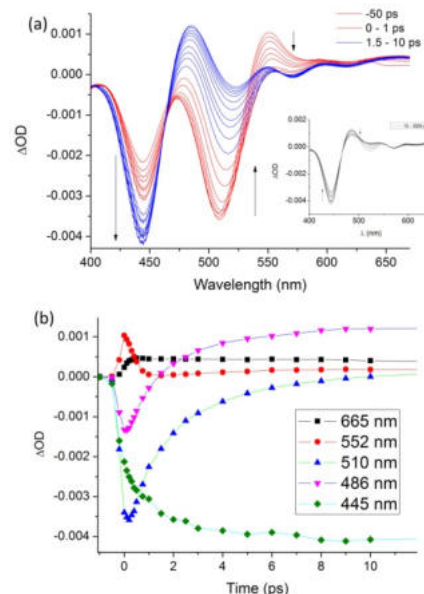 (a)
-50 ps
0 - 1 ps
1.5 - 10 ps
0.001
0.000
-0.001
-0.002
-0.003
-0.004
ΔOD
400 450 500 550 600 650
Wavelength (nm)
0.002
0.000
-0.002
-0.004
ΔOD
400 450 500 550 600
λ (nm)
(b)
0.001
0.000
-0.001
-0.002
-0.003
-0.004
ΔOD
665 nm
552 nm
510 nm
486 nm
445 nm
0 2 4 6 8 10
Time (ps)